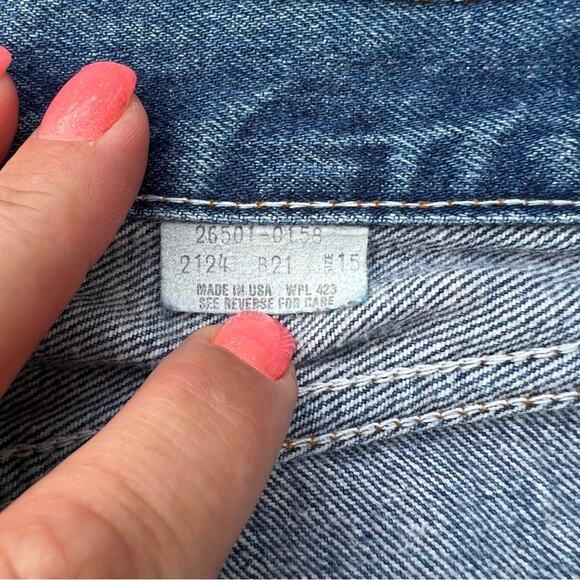 26501-0158
2124 B21 SIZE 15
MADE IN USA WPL 423
SEE REVERSE FOR CARE